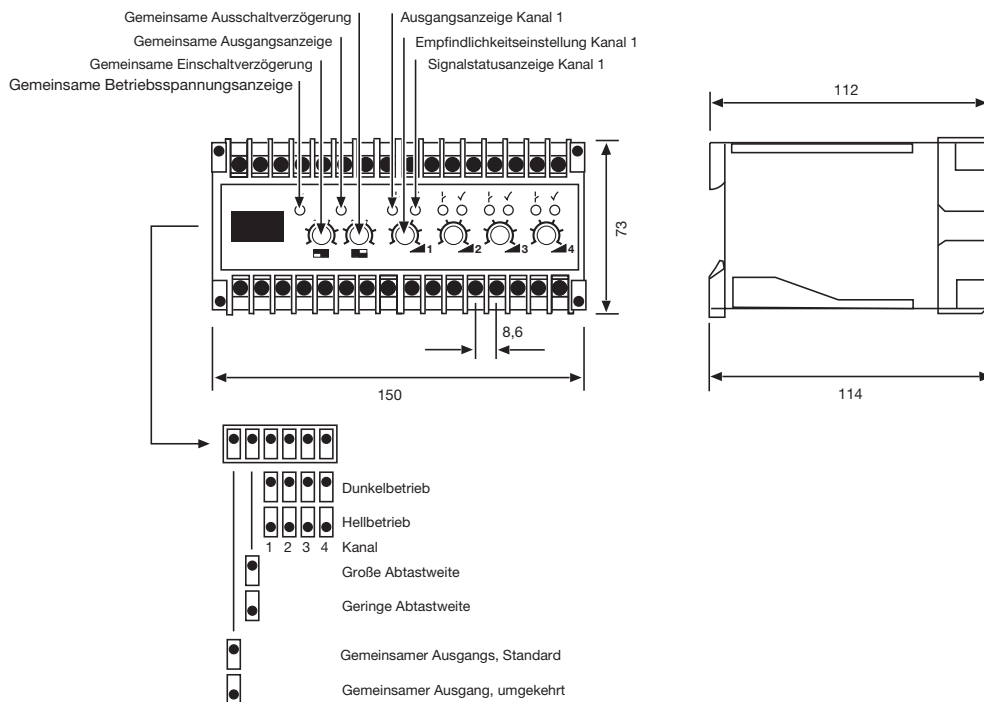 Gemeinsame Ausschaltverzögerung
Ausgangsanzeige Kanal 1
Gemeinsame Ausgangsanzeige
Empfindlichkeitseinstellung Kanal 1
Gemeinsame Einschaltverzögerung
Signalstatusanzeige Kanal 1
Gemeinsame Betriebsspannungsanzeige
112
73
1 2 3 4
8,6
150
114
Dunkelbetrieb
Hellbetrieb
1 2 3 4 Kanal
Große Abtastweite
Geringe Abtastweite
Gemeinsamer Ausgangs, Standard
Gemeinsamer Ausgang, umgekehrt